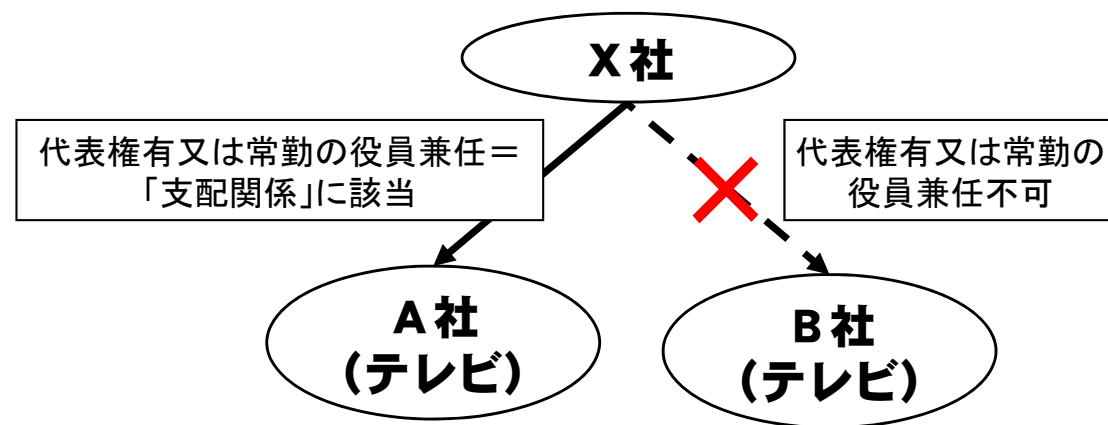 X社
代表権有又は常勤の役員兼任＝
「支配関係」に該当
代表権有又は常勤の
役員兼任不可
A社
(テレビ)
B社
(テレビ)